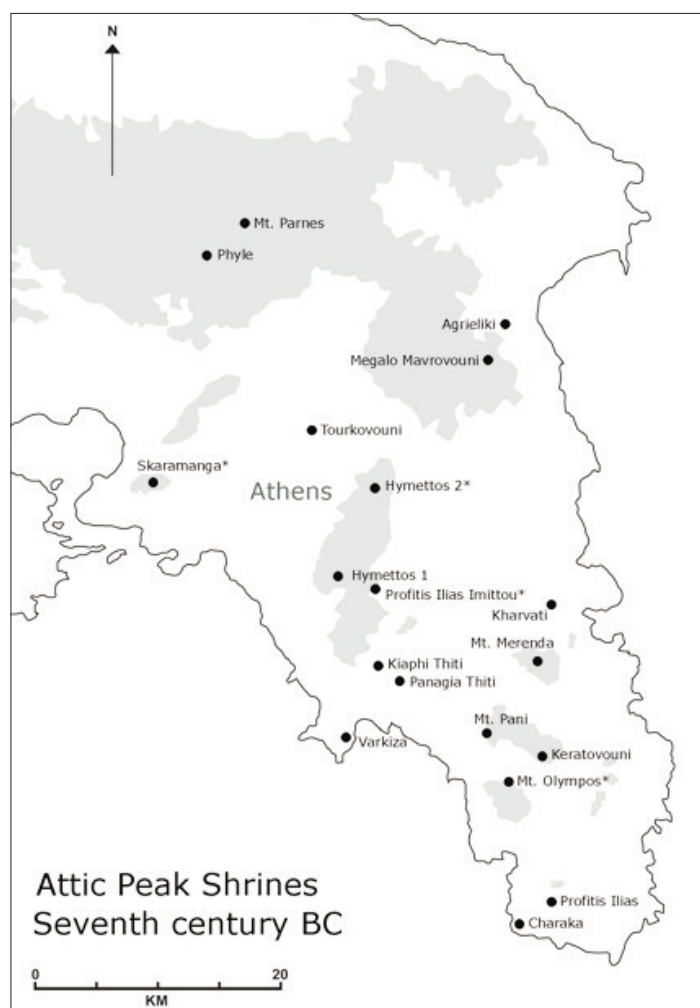 N
Mt. Parnes
Phyle
Agrieliki
Megalo Mavrovouni
Tourkovouni
Skaramanga*
Athens
Hymettos 2*
Hymettos 1
Profitis Ilias Imittou*
Kharvati
Mt. Merenda
Kiaphi Thiti
Panagia Thiti
Mt. Pani
Varkiza
Keratovouni
Mt. Olympos*
Attic Peak Shrines
Seventh century BC
Profitis Ilias
Charaka
0 20
KM